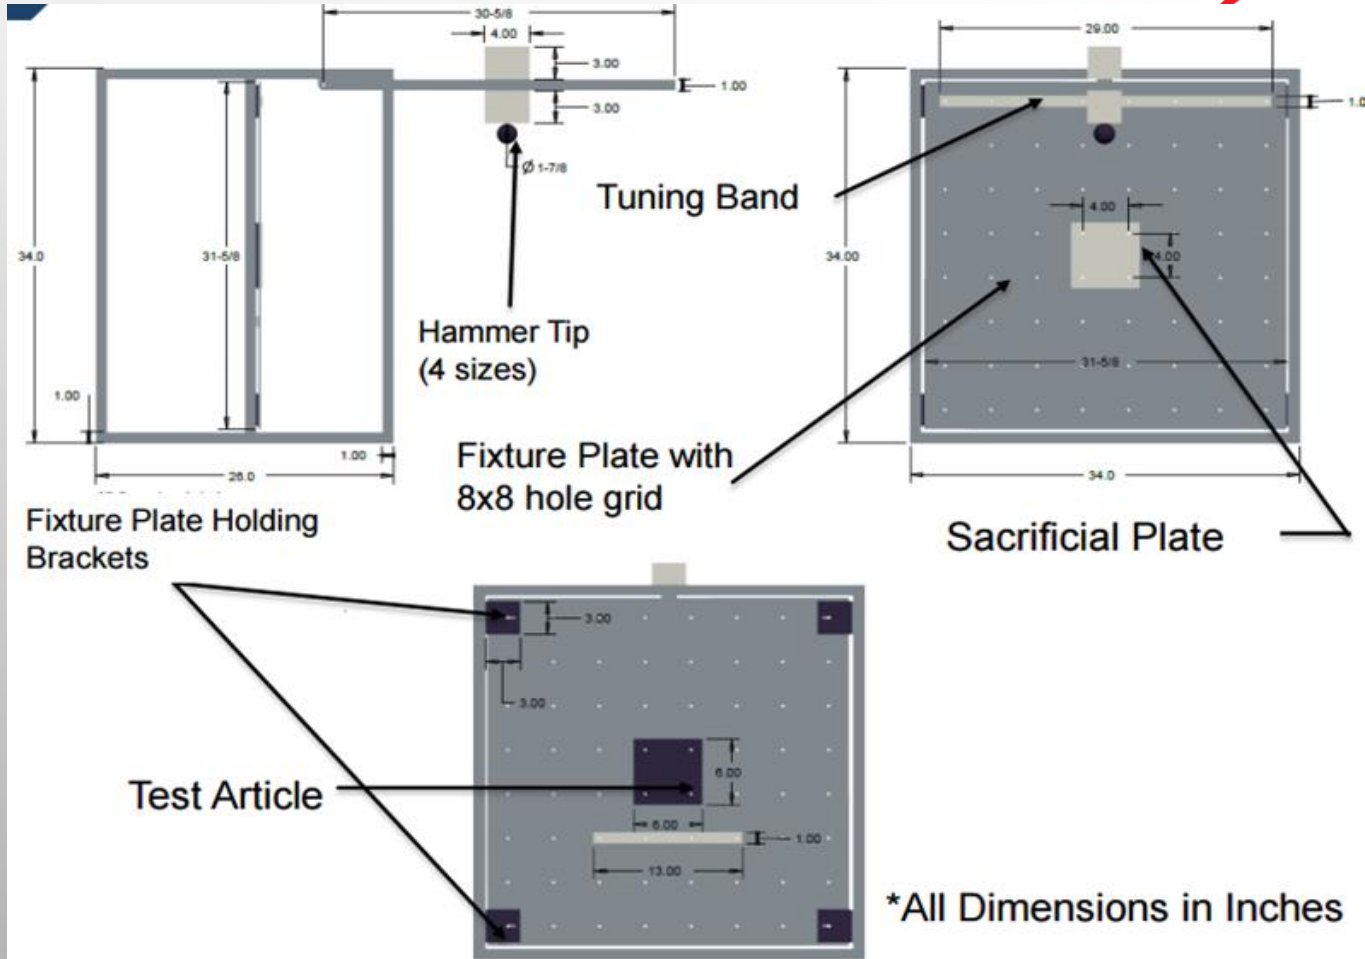 30-5/8
4.00
3.00
1.00
3.00
Ø 1-7/8
34.0
31-5/8
1.00
1.00
26.0
Hammer Tip
(4 sizes)
29.00
1.0
Tuning Band
4.00
4.00
34.00
31-5/8
34.0
Fixture Plate with
8x8 hole grid
Sacrificial Plate
Fixture Plate Holding
Brackets
3.00
3.00
Test Article
6.00
6.00
1.00
13.00
*All Dimensions in Inches